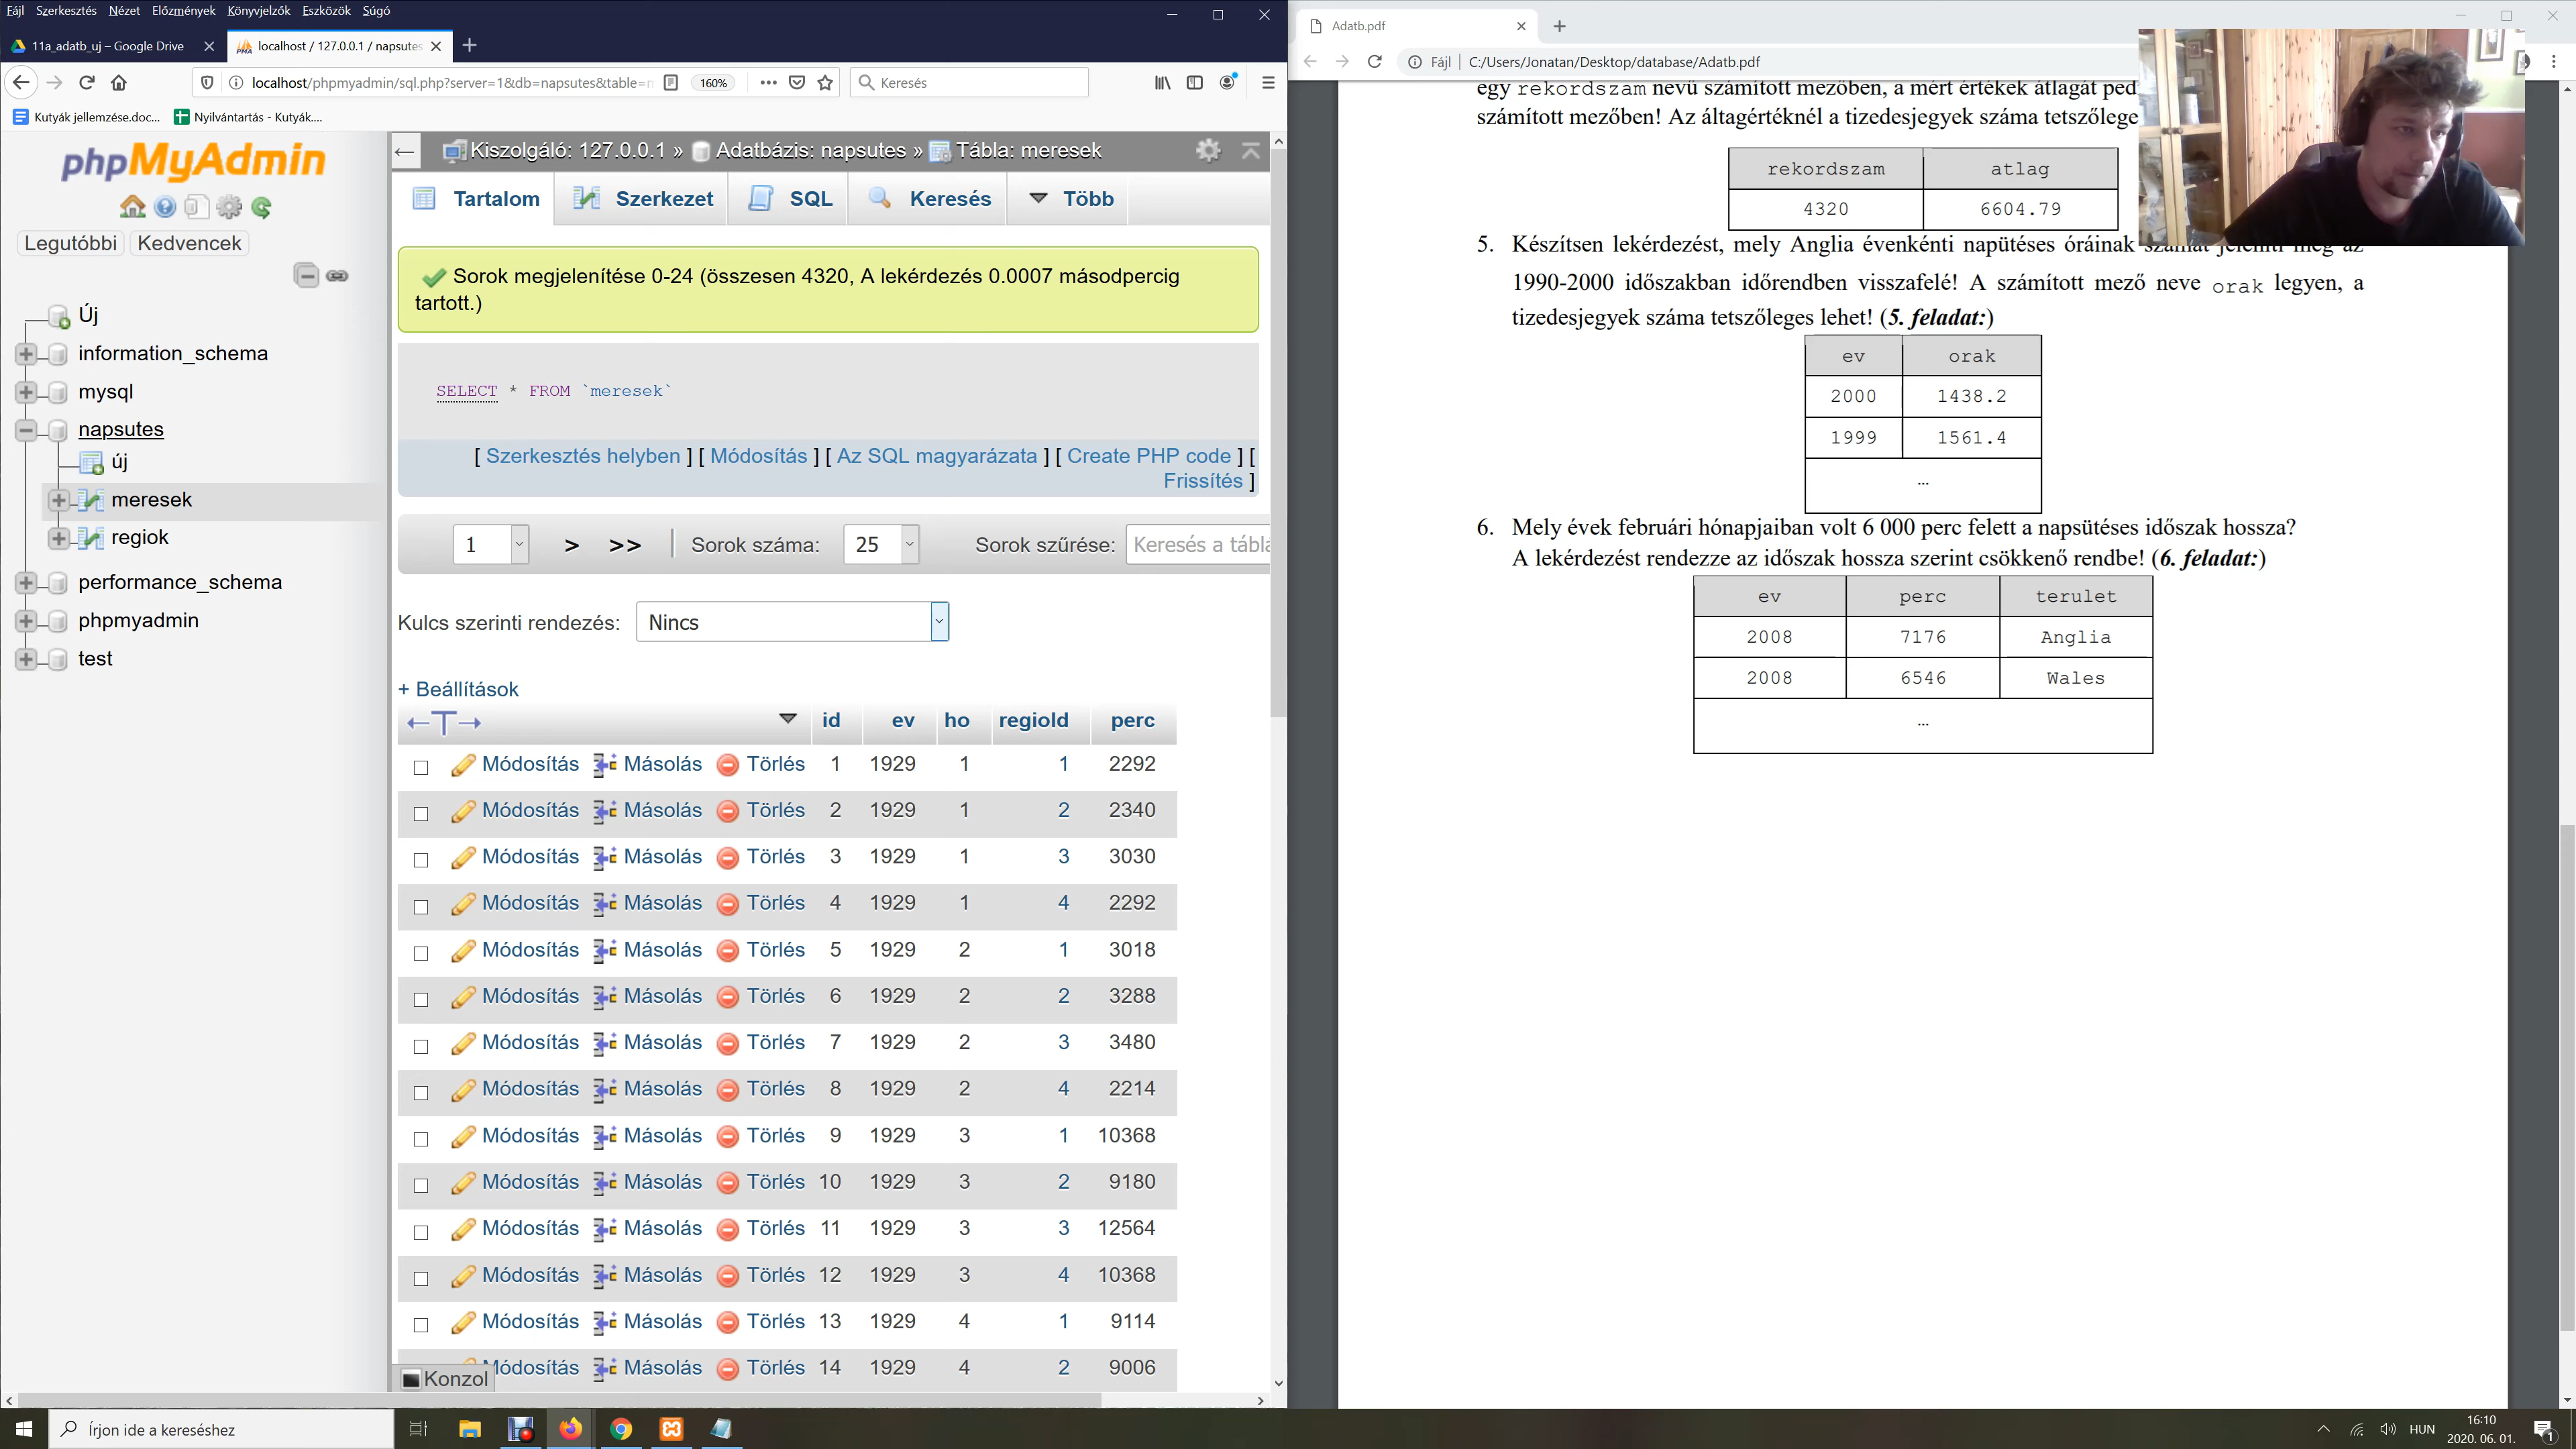 Fájl Szerkesztés Nézet Előzmények Könyvjelzők Eszközök Súgó
11a_adatb_uj – Google Drive
localhost / 127.0.0.1 / napsutes
localhost/phpmyadmin/sql.php?server=1&db=napsutes&table=
160%
Keresés
Kutyák jellemzése.doc...
Nyilvántartás - Kutyák....
phpMyAdmin
Legutóbbi
Kedvencek
Új
information_schema
mysql
napsutes
új
meresek
regiok
performance_schema
phpmyadmin
test
Kiszolgáló: 127.0.0.1 » Adatbázis: napsutes » Tábla: meresek
Tartalom Szerkezet SQL Keresés Több
Sorok megjelenítése 0-24 (összesen 4320, A lekérdezés 0.0007 másodpercig
tartott.)
SELECT * FROM `meresek`
[ Szerkesztés helyben ] [ Módosítás ] [ Az SQL magyarázata ] [ Create PHP code ] [
Frissítés ]
1 > >> Sorok száma: 25 Sorok szűrése: Keresés a tábla
Kulcs szerinti rendezés: Nincs
+ Beállítások
←T→ id ev ho regioId perc
Módosítás Másolás Törlés 1 1929 1 1 2292
Módosítás Másolás Törlés 2 1929 1 2 2340
Módosítás Másolás Törlés 3 1929 1 3 3030
Módosítás Másolás Törlés 4 1929 1 4 2292
Módosítás Másolás Törlés 5 1929 2 1 3018
Módosítás Másolás Törlés 6 1929 2 2 3288
Módosítás Másolás Törlés 7 1929 2 3 3480
Módosítás Másolás Törlés 8 1929 2 4 2214
Módosítás Másolás Törlés 9 1929 3 1 10368
Módosítás Másolás Törlés 10 1929 3 2 9180
Módosítás Másolás Törlés 11 1929 3 3 12564
Módosítás Másolás Törlés 12 1929 3 4 10368
Módosítás Másolás Törlés 13 1929 4 1 9114
Módosítás Másolás Törlés 14 1929 4 2 9006
Konzol
Adatb.pdf
Fájl C:/Users/Jonatan/Desktop/database/Adatb.pdf
egy rekordszam nevű számított mezőben, a mért értékek átlagát
számított mezőben! Az áltagértéknél a tizedesjegyek száma
rekordszam atlag
4320 6604.79
5. Készítsen lekérdezést, mely Anglia évenkénti napütéses óráinak számát jeleníti meg az
1990-2000 időszakban időrendben visszafelé! A számított mező neve orak legyen, a
tizedesjegyek száma tetszőleges lehet! (5. feladat:)
ev orak
2000 1438.2
1999 1561.4
...
6. Mely évek februári hónapjaiban volt 6 000 perc felett a napsütéses időszak hossza?
A lekérdezést rendezze az időszak hossza szerint csökkenő rendbe! (6. feladat:)
ev perc terulet
2008 7176 Anglia
2008 6546 Wales
...
Írjon ide a kereséshez
HUN
16:10
2020. 06. 01.
1